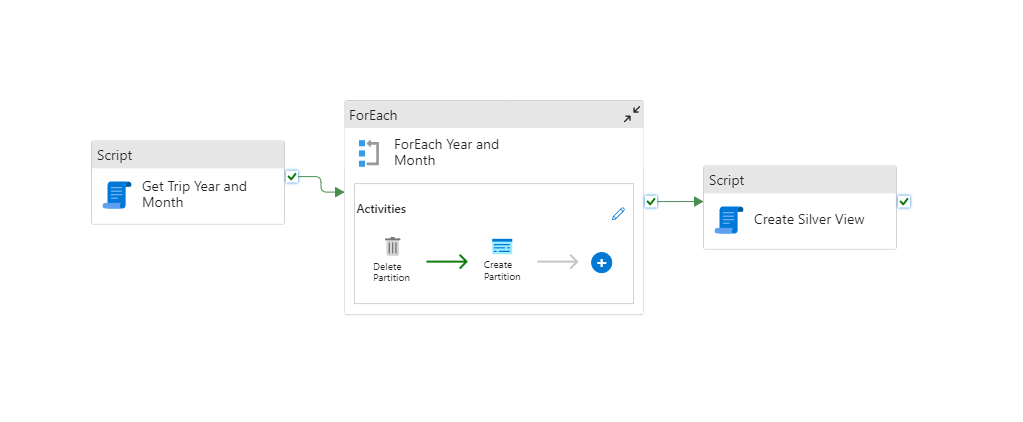 Script
Get Trip Year and
Month
ForEach
ForEach Year and
Month
Activities
Delete
Partition
Create
Partition
Script
Create Silver View